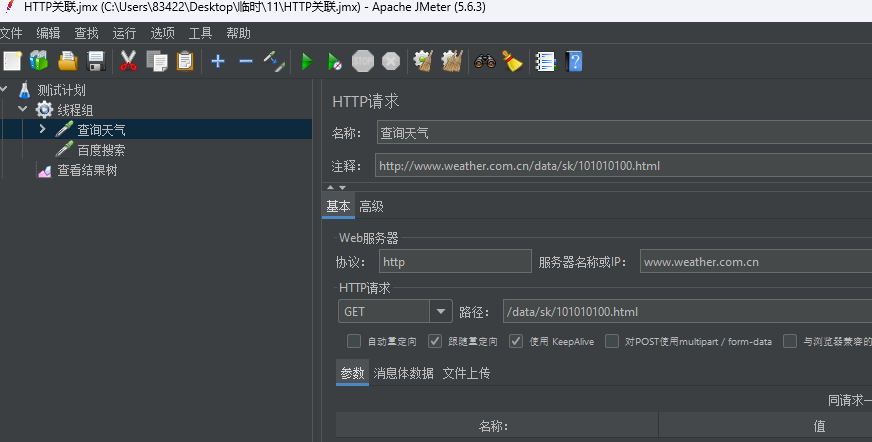 HTTP关联.jmx (C:\Users\83422\Desktop\临时\11\HTTP关联.jmx) - Apache JMeter (5.6.3)
文件 编辑 查找 运行 选项 工具 帮助
STOP
测试计划
线程组
查询天气
百度搜索
查看结果树
HTTP请求
名称： 查询天气
注释： http://www.weather.com.cn/data/sk/101010100.html
基本 高级
Web服务器
协议： http 服务器名称或IP： www.weather.com.cn
HTTP请求
GET 路径： /data/sk/101010100.html
自动重定向 跟随重定向 使用 KeepAlive 对POST使用multipart / form-data 与浏览器兼容的
参数 消息体数据 文件上传
同请求一
名称： 值